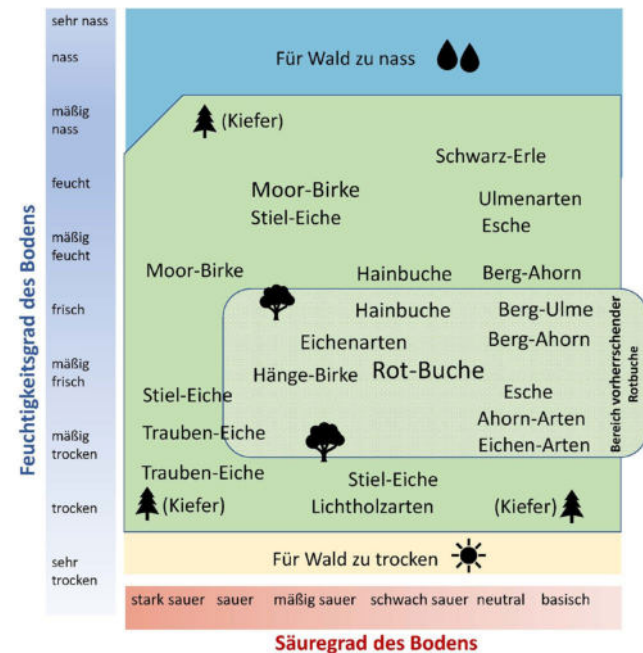 sehr nass
nass
mäßig
nass
feucht
mäßig
feucht
frisch
mäßig
frisch
mäßig
trocken
trocken
sehr
trocken
Feuchtigkeitsgrad des Bodens
Für Wald zu nass
(Kiefer)
Schwarz-Erle
Moor-Birke
Ulmenarten
Stiel-Eiche
Esche
Moor-Birke
Hainbuche
Berg-Ahorn
Hainbuche
Berg-Ulme
Eichenarten
Berg-Ahorn
Hänge-Birke
Rot-Buche
Stiel-Eiche
Esche
Ahorn-Arten
Trauben-Eiche
Eichen-Arten
Bereich vorherrschender
Rotbuche
Trauben-Eiche
Stiel-Eiche
(Kiefer)
Lichtholzarten
(Kiefer)
Für Wald zu trocken
stark sauer sauer mäßig sauer schwach sauer neutral basisch
Säuregrad des Bodens